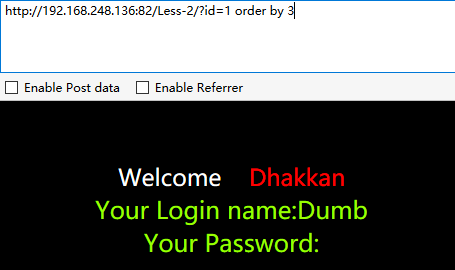 http://192.168.248.136:82/Less-2/?id=1 order by 3
Enable Post data Enable Referrer
Welcome Dhakkan
Your Login name:Dumb
Your Password: